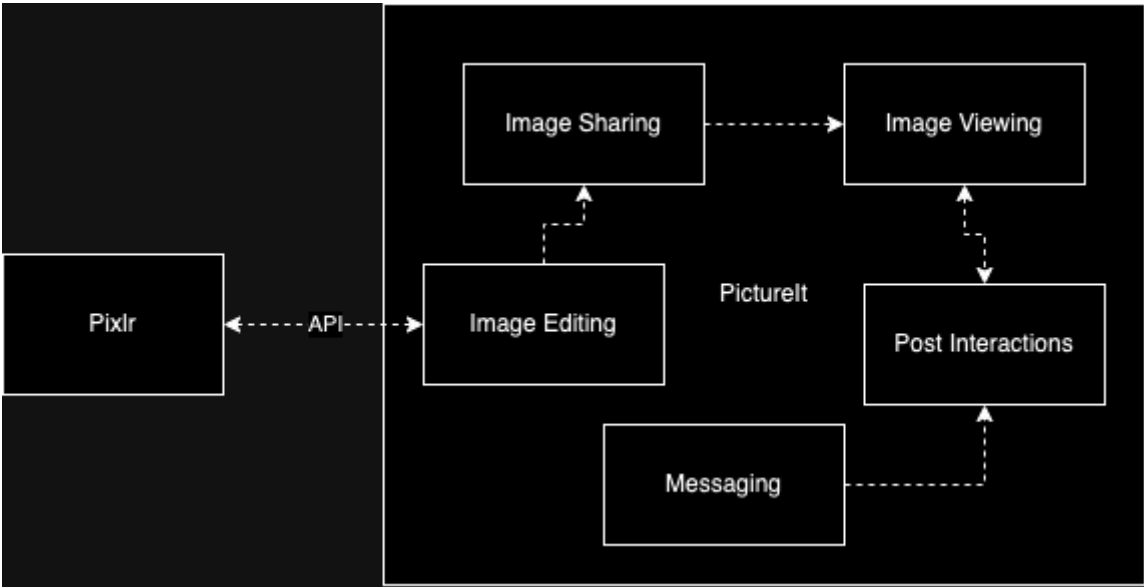 Image Sharing
Image Viewing
PictureIt
Pixlr
API
Image Editing
Post Interactions
Messaging